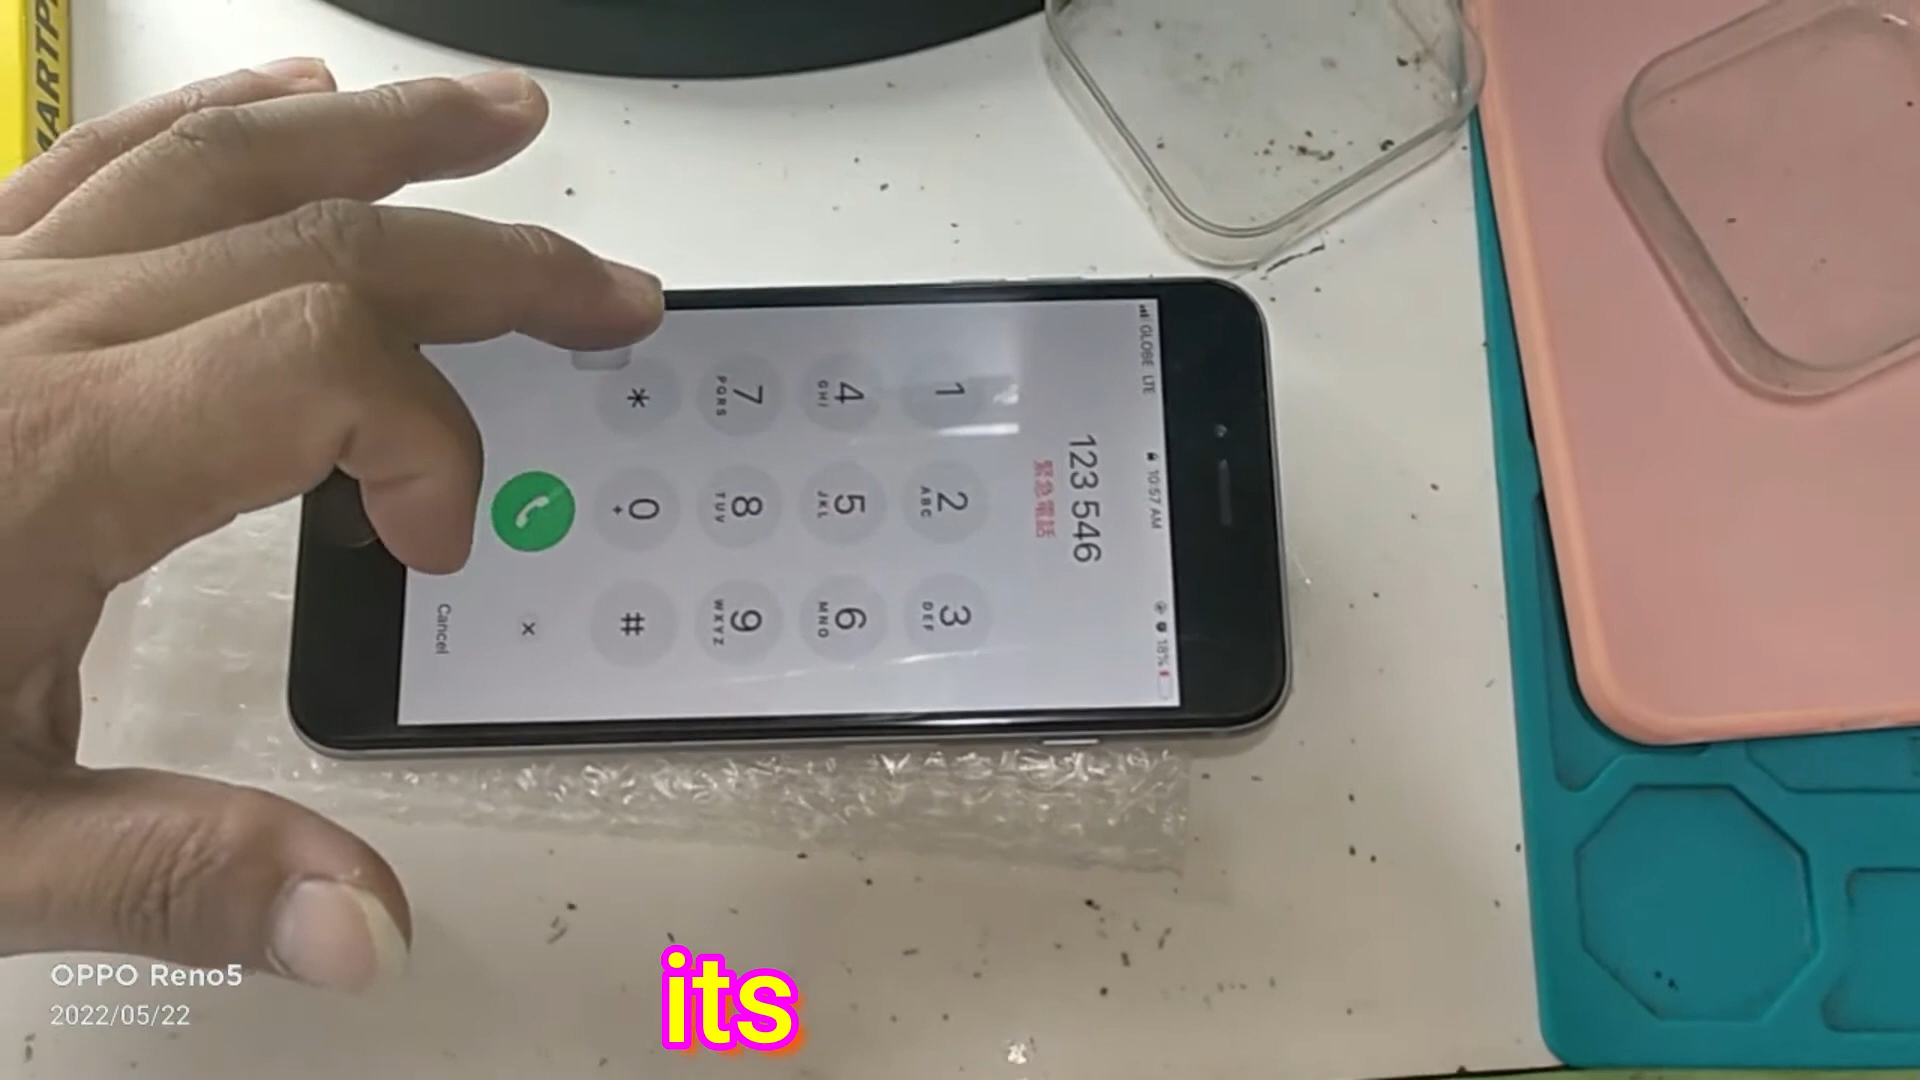 GLOBE LTE
10:57 AM
18%
123 546
緊急電話
1
2
ABC
3
DEF
4
GHI
5
JKL
6
MNO
7
PQRS
8
TUV
9
WXYZ
*
0
+
#
×
Cancel
OPPO Reno5
2022/05/22
its